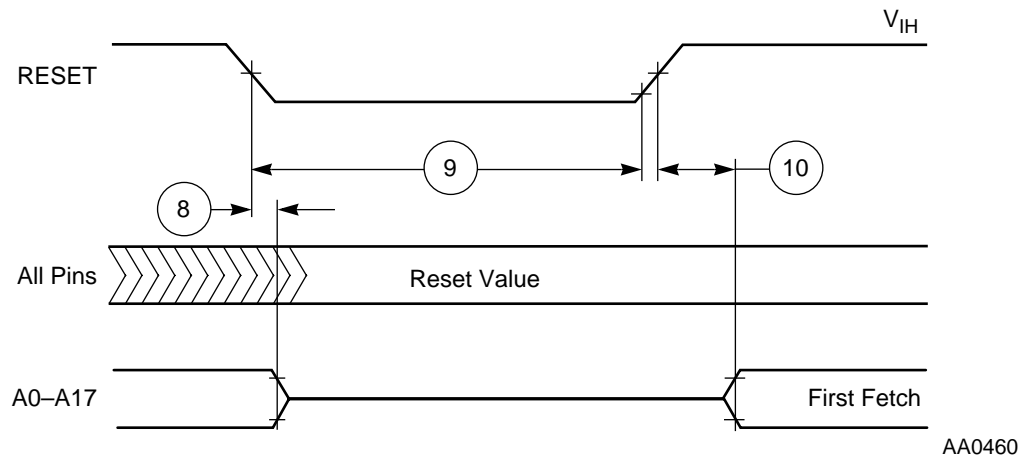 V_IH
RESET
9
10
8
All Pins
Reset Value
A0–A17
First Fetch
AA0460